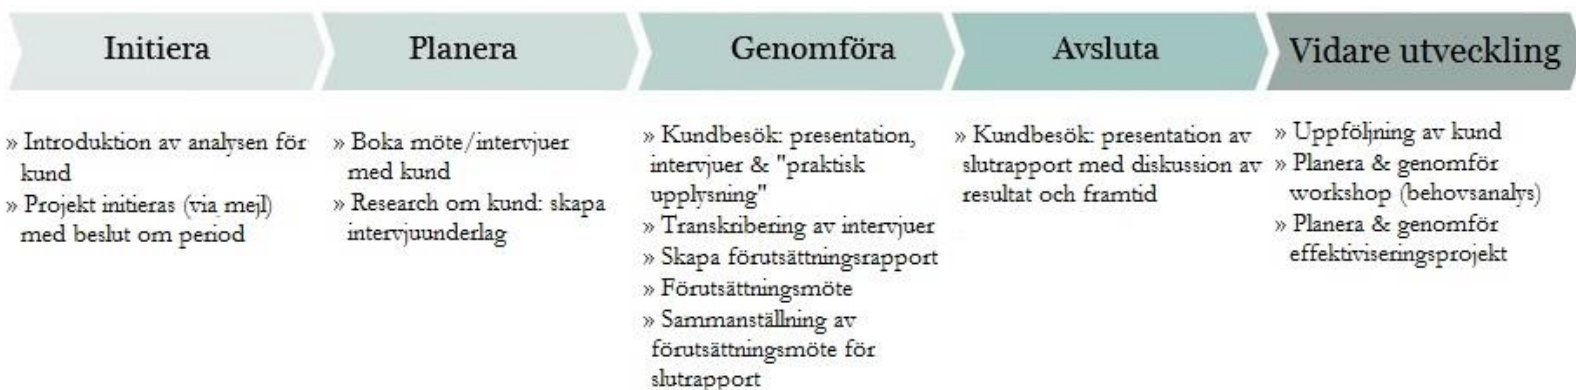 Initiera
Planera
Genomföra
Avsluta
Vidare utveckling
» Introduktion av analysen för
kund
» Projekt initieras (via mejl)
med beslut om period
» Boka möte/intervjuer
med kund
» Research om kund: skapa
intervjuunderlag
» Kundbesök: presentation,
intervjuer & "praktisk
upplysning"
» Transkribering av intervjuer
» Skapa förutsättningsrapport
» Förutsättningsmöte
» Sammanställning av
förutsättningsmöte för
slutrapport
» Kundbesök: presentation av
slutrapport med diskussion av
resultat och framtid
» Uppföljning av kund
» Planera & genomför
workshop (behovsanalys)
» Planera & genomför
effektiviseringsprojekt